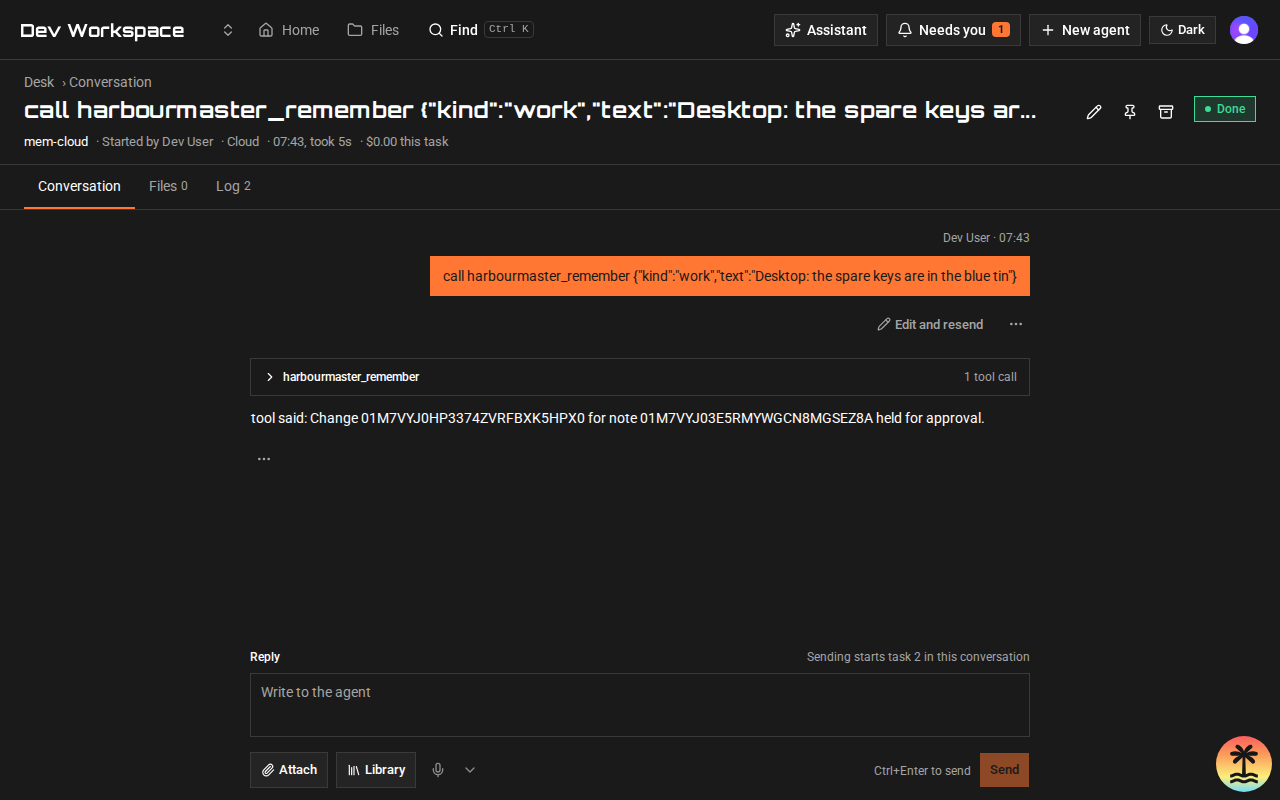 Dev Workspace
Home
Files
Find Ctrl K
Assistant
Needs you 1
New agent
Dark
Desk › Conversation
call harbourmaster_remember {"kind":"work","text":"Desktop: the spare keys ar...
Done
mem-cloud · Started by Dev User · Cloud · 07:43, took 5s · $0.00 this task
Conversation
Files 0
Log 2
Dev User · 07:43
call harbourmaster_remember {"kind":"work","text":"Desktop: the spare keys are in the blue tin"}
Edit and resend
harbourmaster_remember
1 tool call
tool said: Change 01M7VYJ0HP3374ZVRFBXK5HPX0 for note 01M7VYJ03E5RMYWGCN8MGSEZ8A held for approval.
Reply
Sending starts task 2 in this conversation
Write to the agent
Attach
Library
Ctrl+Enter to send
Send